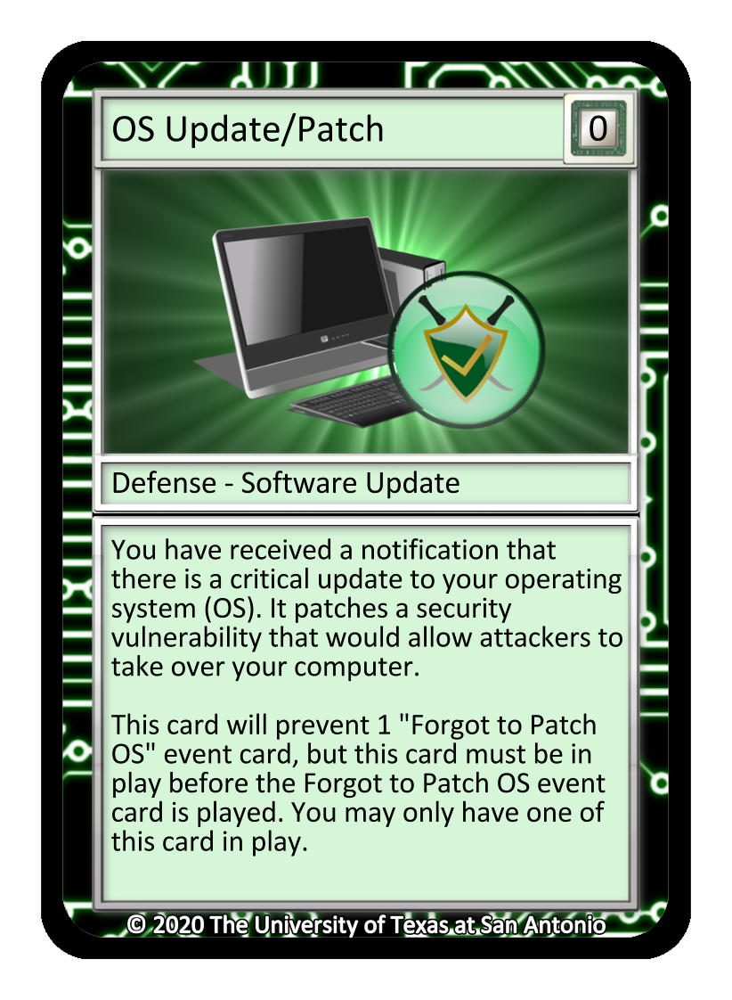 OS Update/Patch
0
Defense - Software Update
You have received a notification that
there is a critical update to your operating
system (OS). It patches a security
vulnerability that would allow attackers to
take over your computer.
This card will prevent 1 "Forgot to Patch
OS" event card, but this card must be in
play before the Forgot to Patch OS event
card is played. You may only have one of
this card in play.
© 2020 The University of Texas at San Antonio